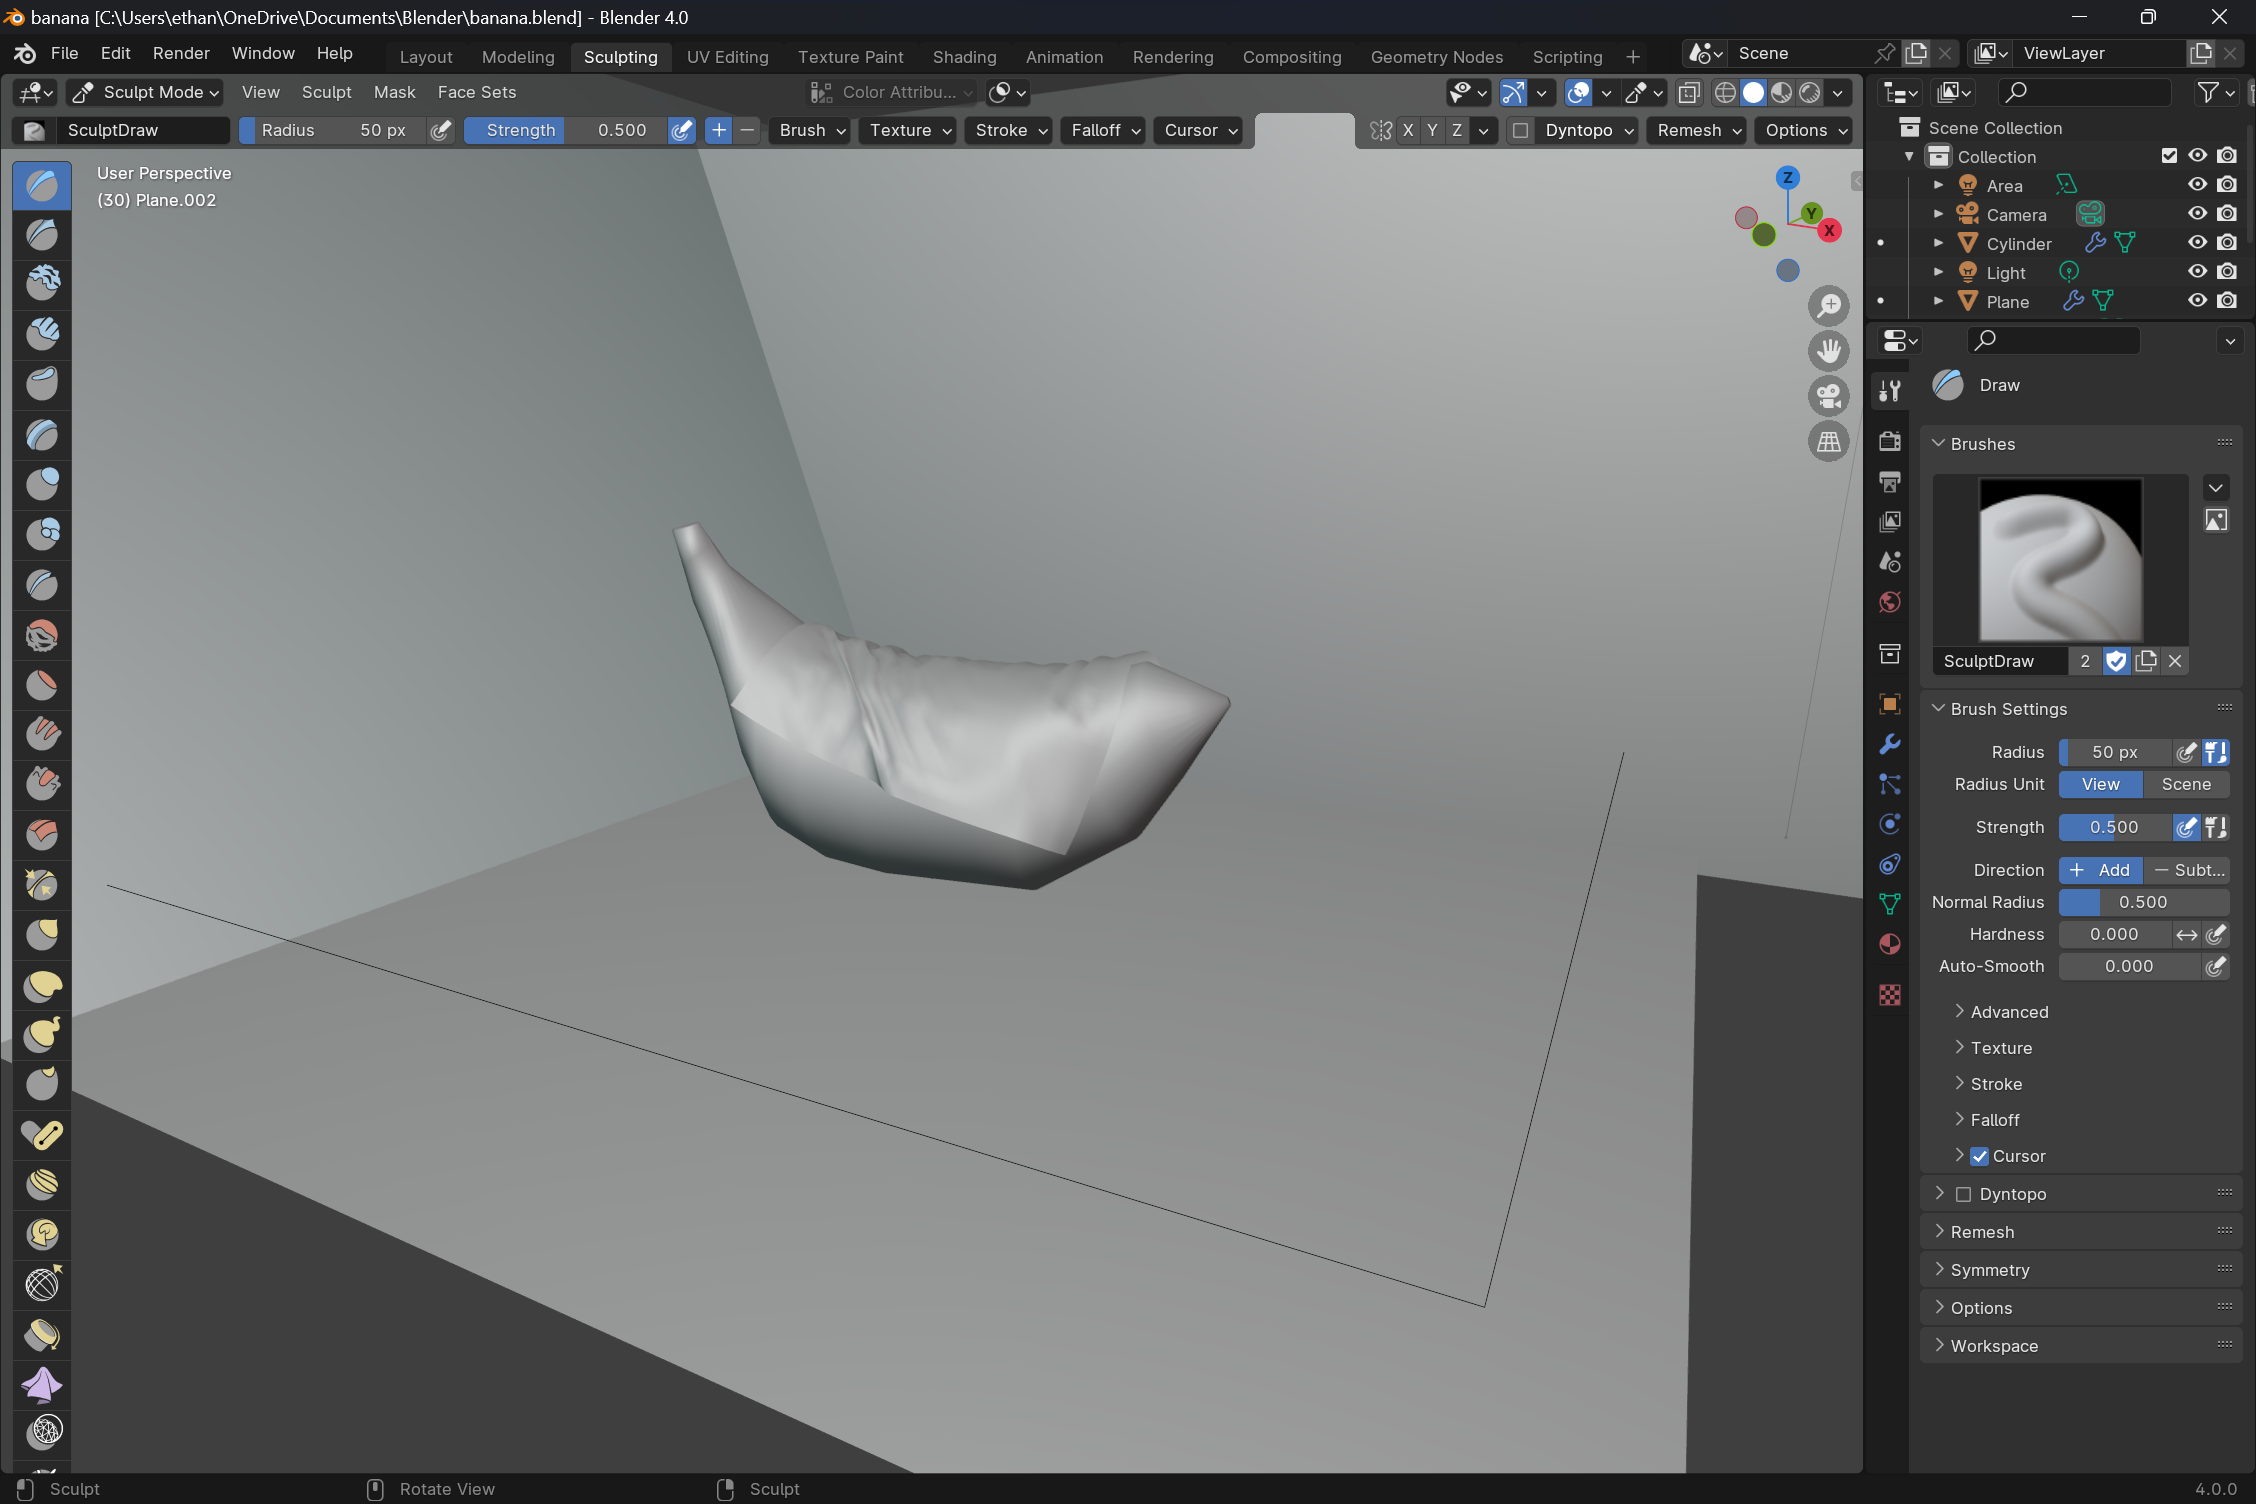 banana [C:\Users\ethan\OneDrive\Documents\Blender\banana.blend] - Blender 4.0
File Edit Render Window Help Layout Modeling Sculpting UV Editing Texture Paint Shading Animation Rendering Compositing Geometry Nodes Scripting + Scene ViewLayer
Sculpt Mode View Sculpt Mask Face Sets Color Attribu...
SculptDraw Radius 50 px Strength 0.500 + − Brush Texture Stroke Falloff Cursor X Y Z Dyntopo Remesh Options
User Perspective
(30) Plane.002
Z
Y
X
Scene Collection
Collection
Area
Camera
Cylinder
Light
Plane
Draw
Brushes
SculptDraw 2
Brush Settings
Radius 50 px
Radius Unit View Scene
Strength 0.500
Direction + Add − Subt...
Normal Radius 0.500
Hardness 0.000
Auto-Smooth 0.000
Advanced
Texture
Stroke
Falloff
Cursor
Dyntopo
Remesh
Symmetry
Options
Workspace
Sculpt Rotate View Sculpt 4.0.0